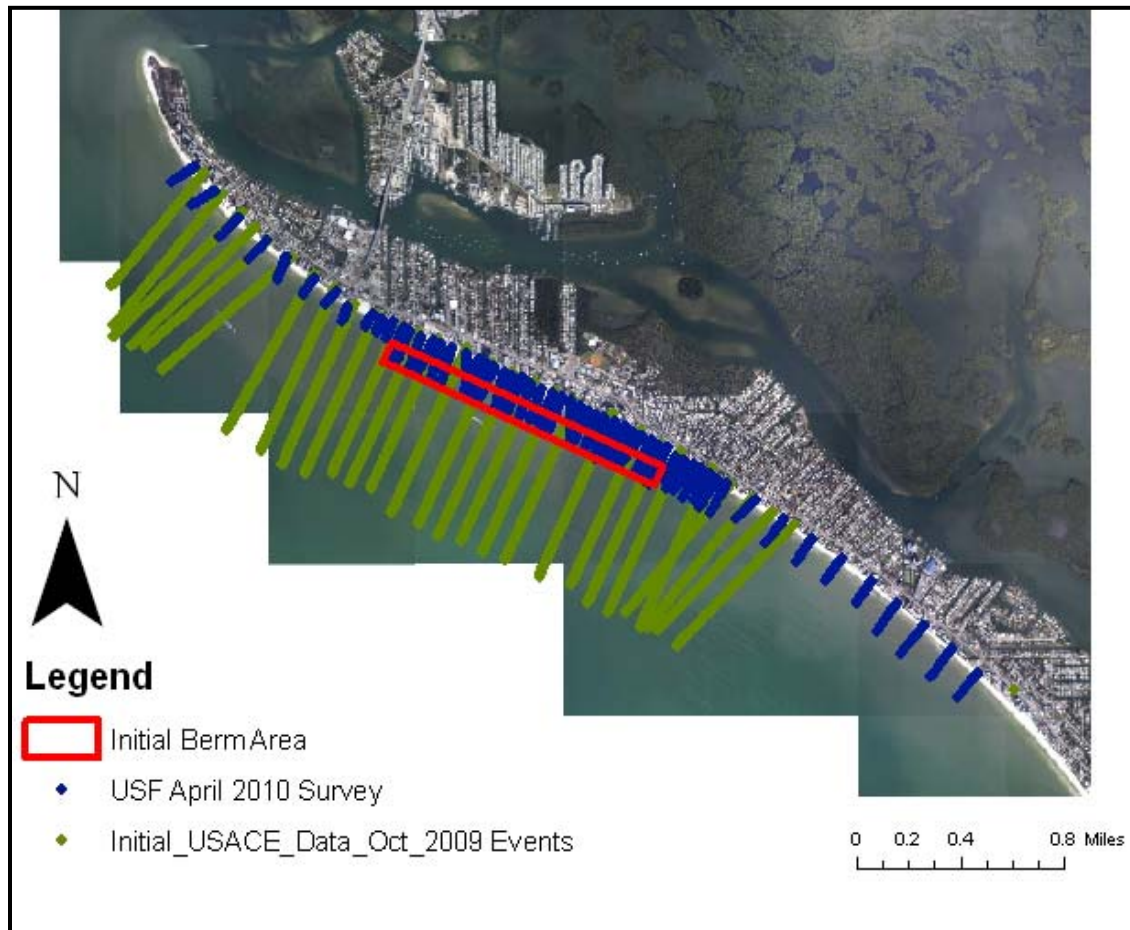 N
Legend
Initial Berm Area
USF April 2010 Survey
Initial_USACE_Data_Oct_2009 Events
0 0.2 0.4 0.8 Miles